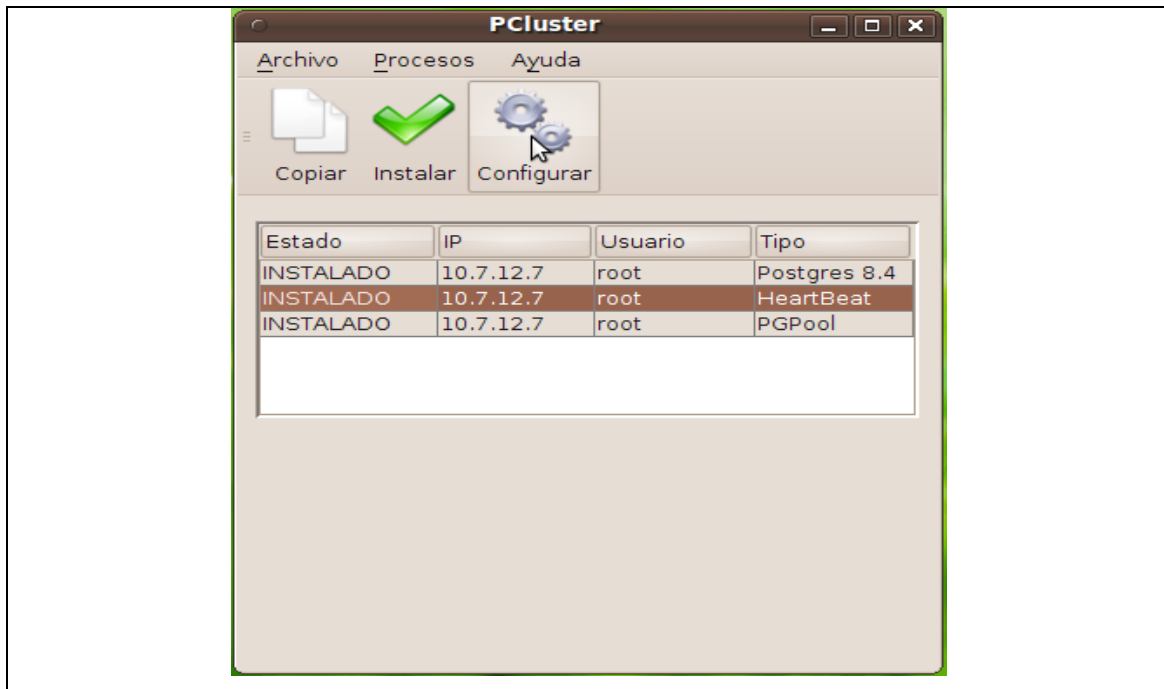 PCluster
Archivo Procesos Ayuda
Copiar Instalar Configurar
Estado IP Usuario Tipo
INSTALADO 10.7.12.7 root Postgres 8.4
INSTALADO 10.7.12.7 root HeartBeat
INSTALADO 10.7.12.7 root PGPool